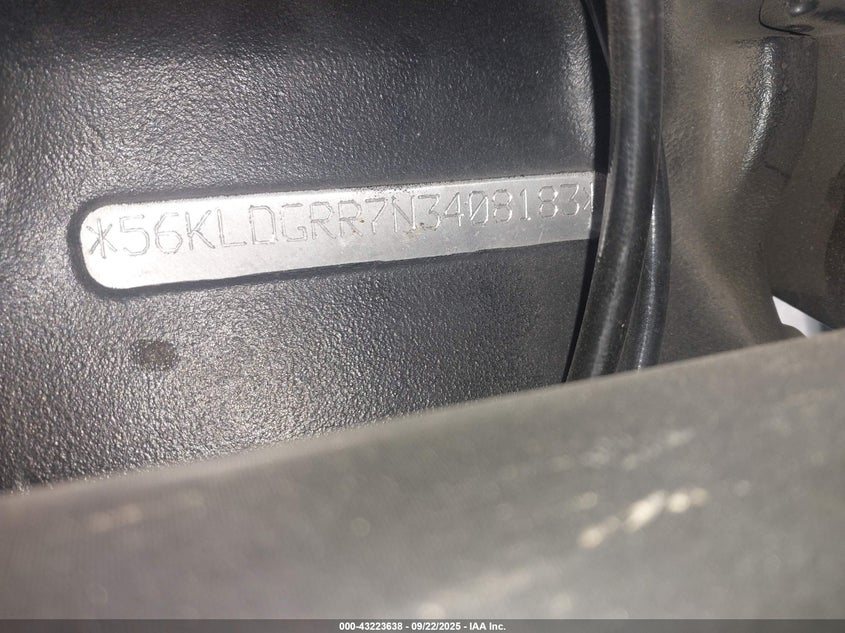 *56KLDGRR7N3408183*
000-43223638 - 09/22/2025 - IAA Inc.